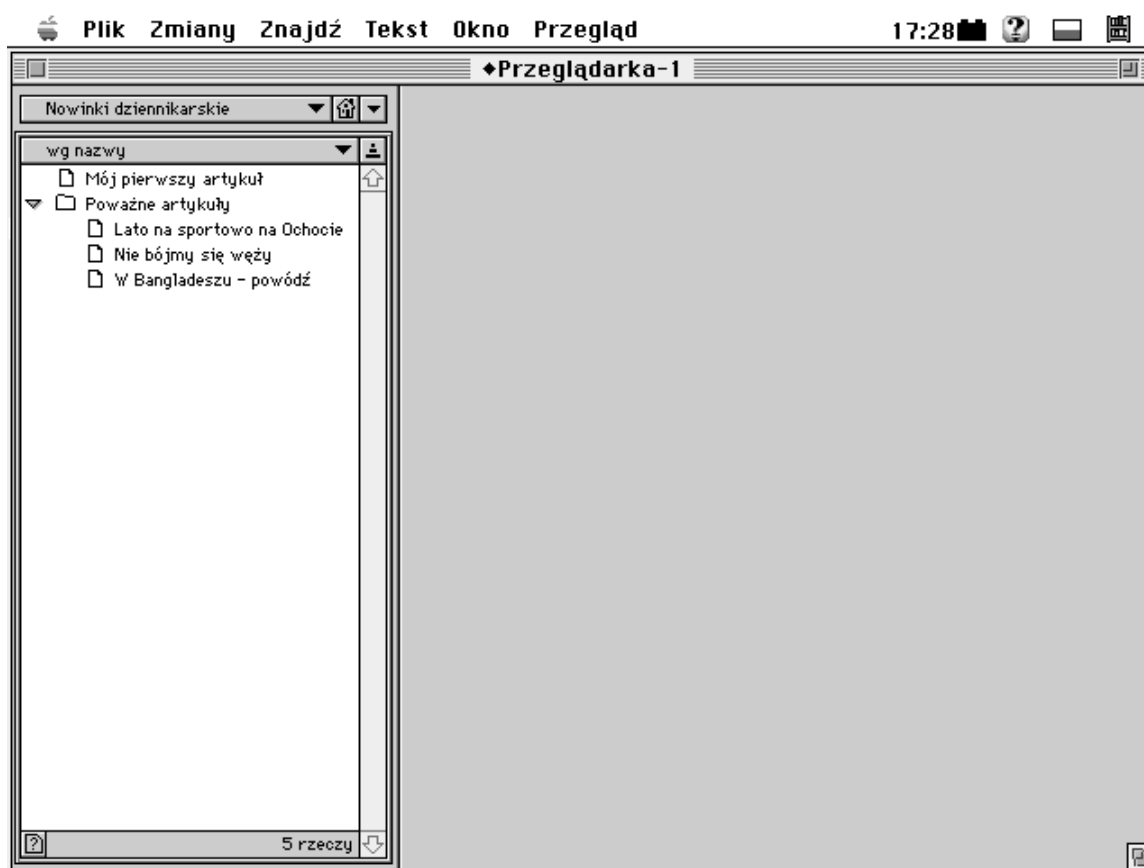 Plik Zmiany Znajdź Tekst Okno Przegląd 17:28
◆Przeglądarka-1
Nowinki dziennikarskie
wg nazwy
Mój pierwszy artykuł
Poważne artykuły
Lato na sportowo na Ochocie
Nie bójmy się węży
W Bangladeszu - powódź
5 rzeczy